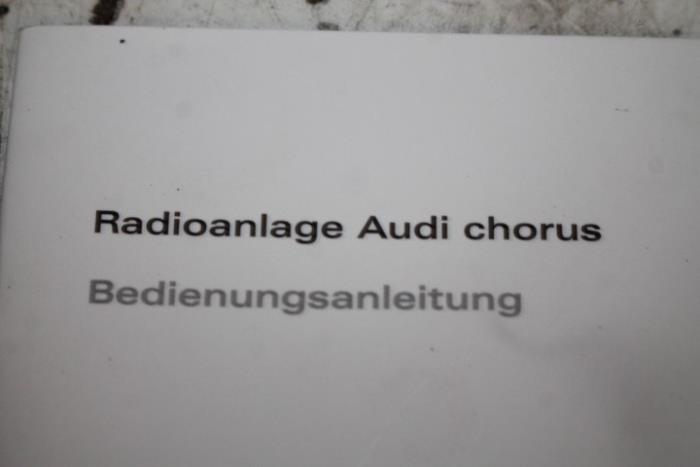 Radioanlage Audi chorus
Bedienungsanleitung